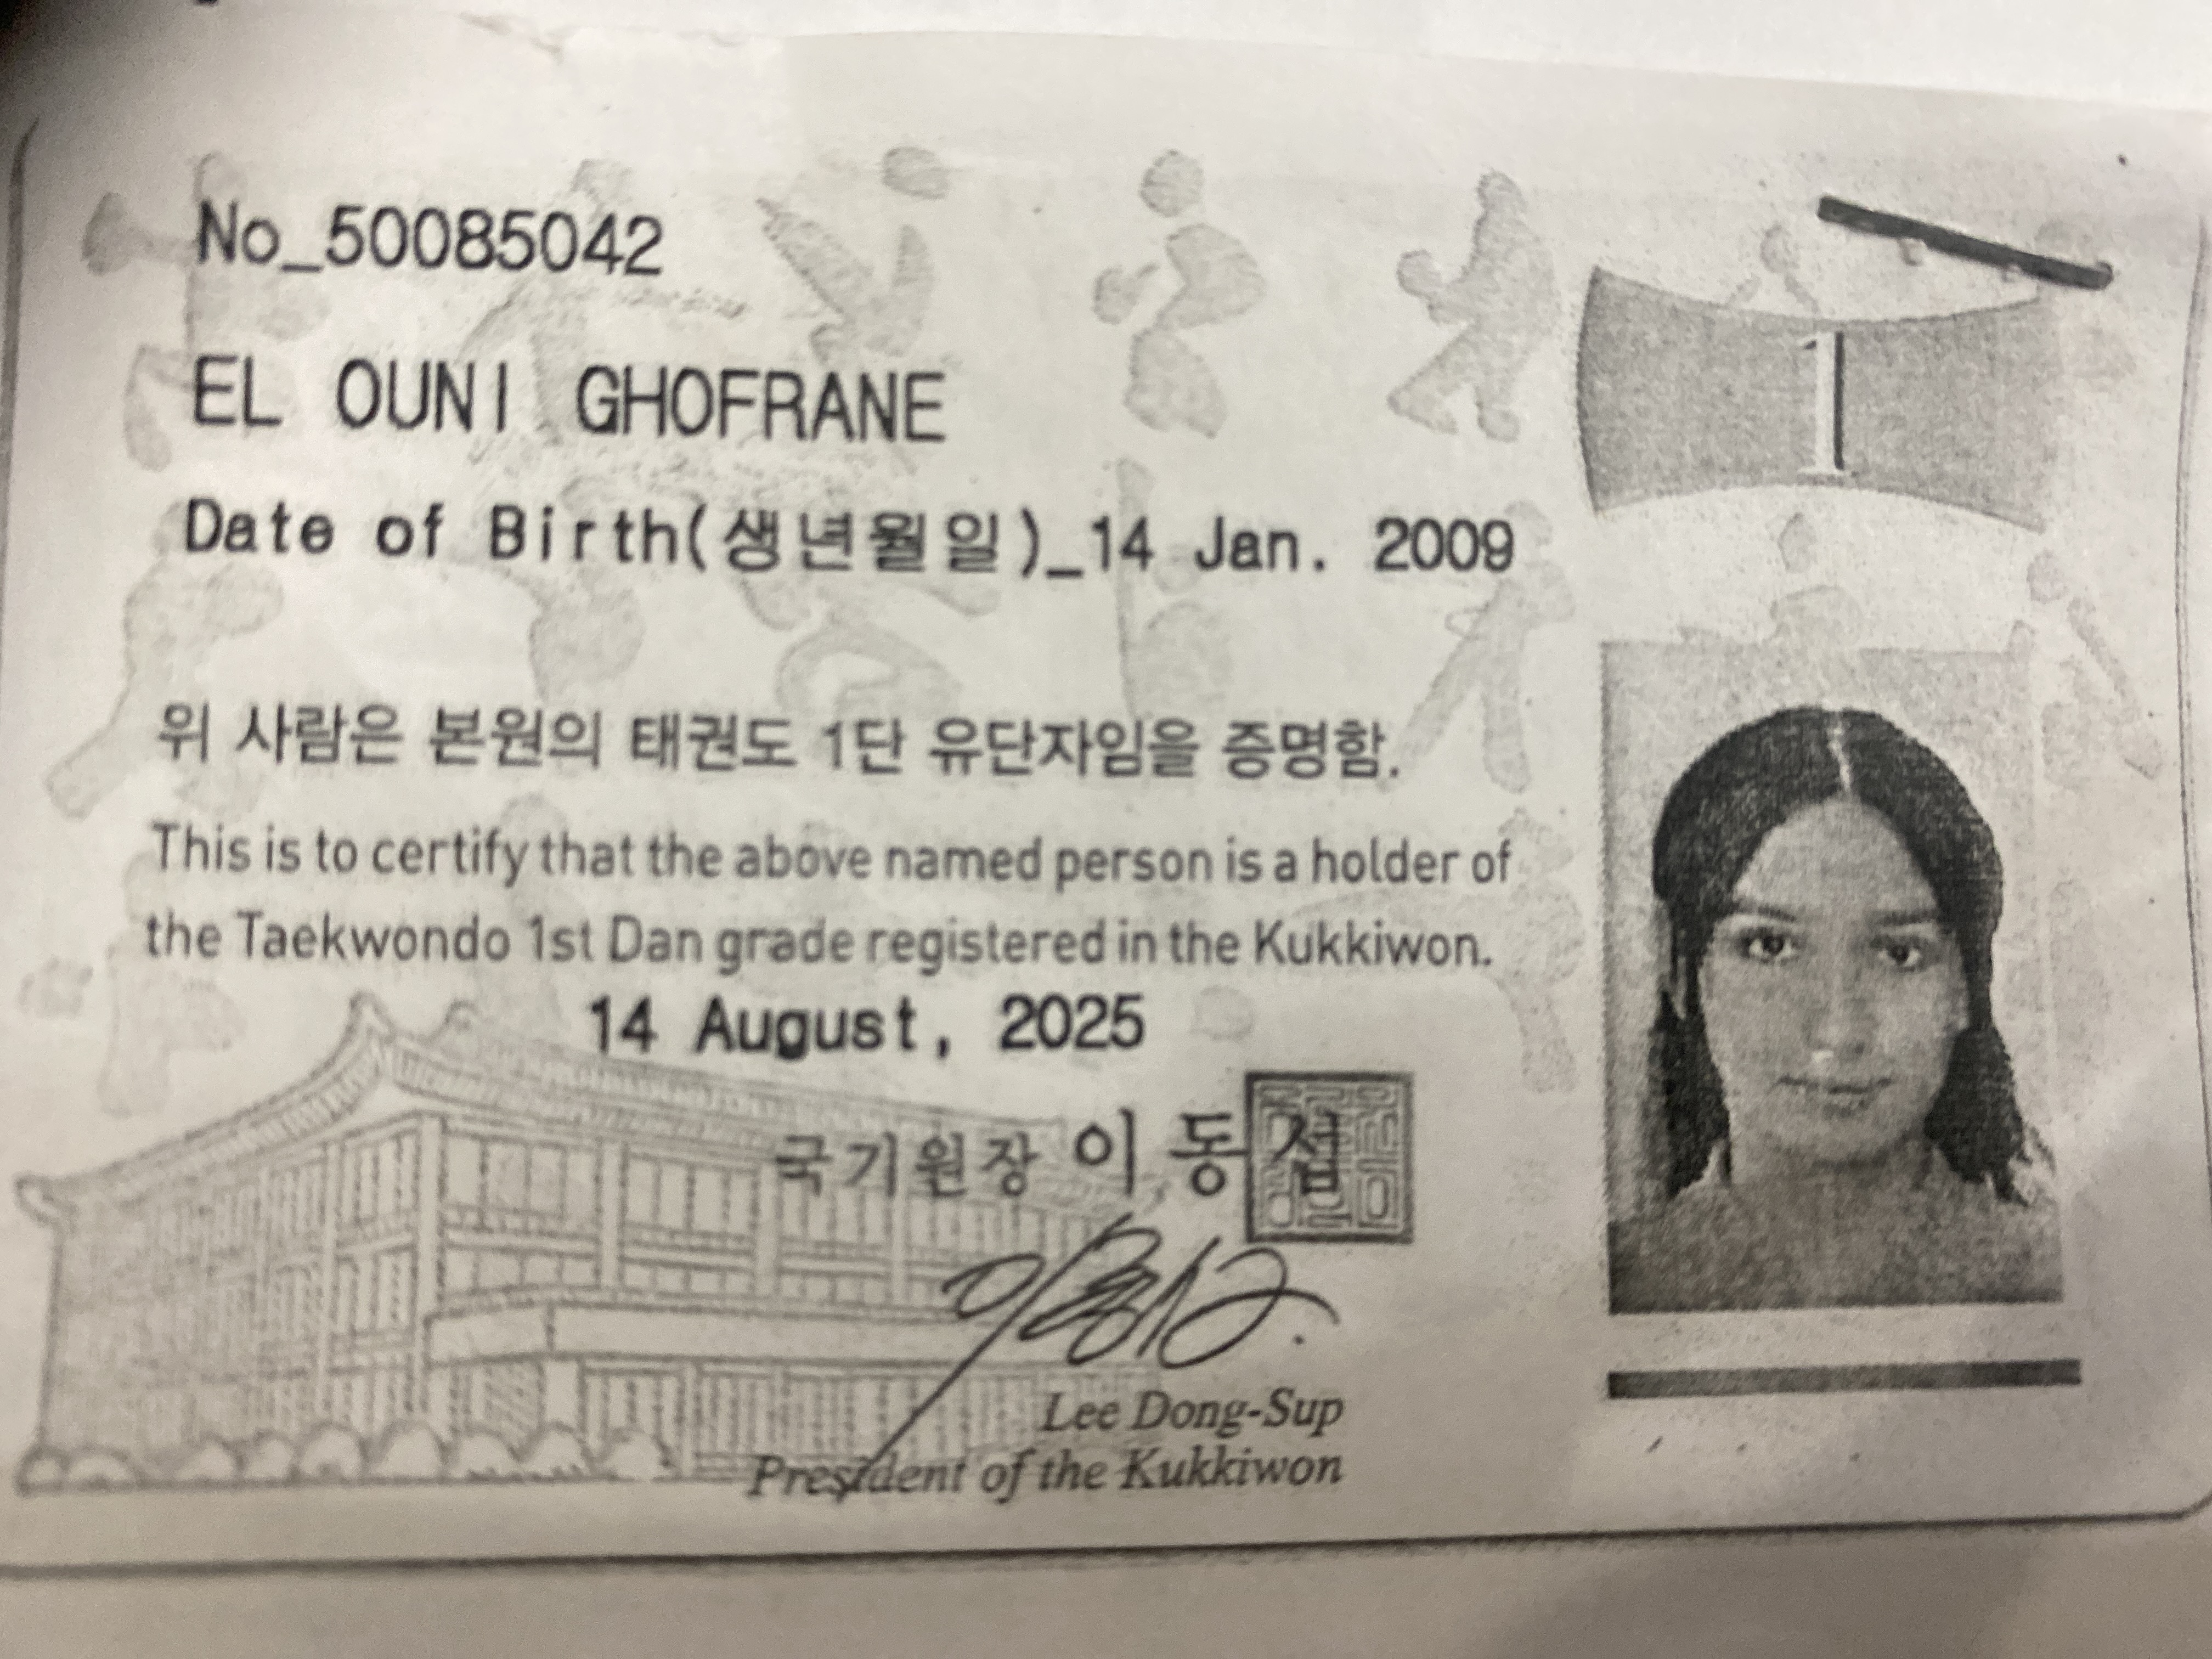 No_50085042
1
EL OUNI GHOFRANE
Date of Birth(생년월일)_14 Jan. 2009
위 사람은 본원의 태권도 1단 유단자임을 증명함.
This is to certify that the above named person is a holder of
the Taekwondo 1st Dan grade registered in the Kukkiwon.
14 August, 2025
국기원장 이동섭
Lee Dong-Sup
President of the Kukkiwon